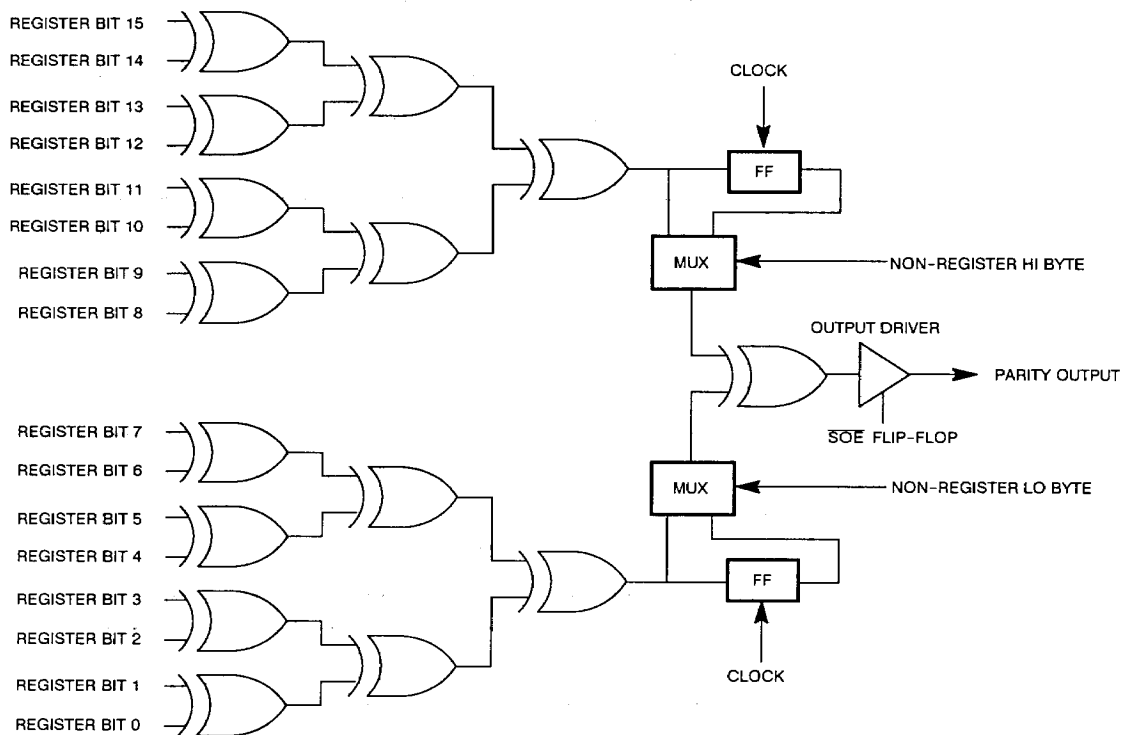 REGISTER BIT 15
REGISTER BIT 14
REGISTER BIT 13
REGISTER BIT 12
REGISTER BIT 11
REGISTER BIT 10
REGISTER BIT 9
REGISTER BIT 8
CLOCK
FF
MUX
NON-REGISTER HI BYTE
OUTPUT DRIVER
PARITY OUTPUT
SOE FLIP-FLOP
REGISTER BIT 7
REGISTER BIT 6
REGISTER BIT 5
REGISTER BIT 4
REGISTER BIT 3
REGISTER BIT 2
REGISTER BIT 1
REGISTER BIT 0
MUX
NON-REGISTER LO BYTE
FF
CLOCK